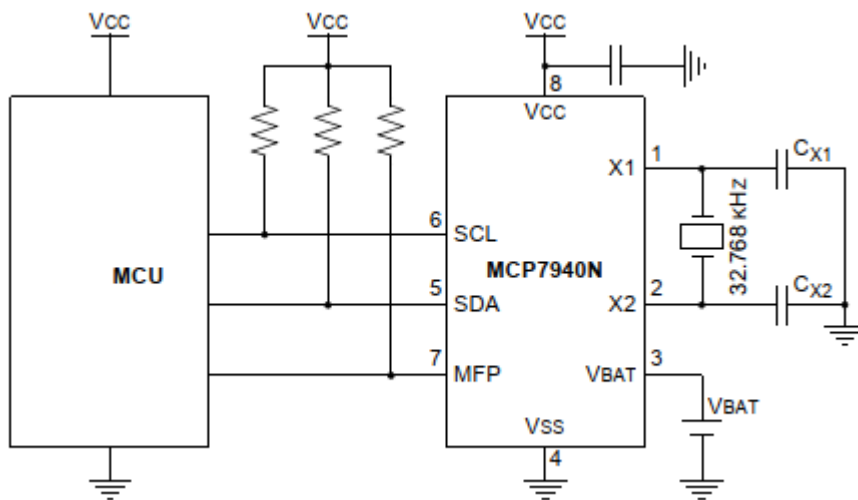 VCC VCC VCC
8
VCC
1 CX1
X1
6
SCL
32.768 кHz
MCU MCP7940N
5 2 CX2
SDA X2
7 3
MFP VBAT
VBAT
VSS
4